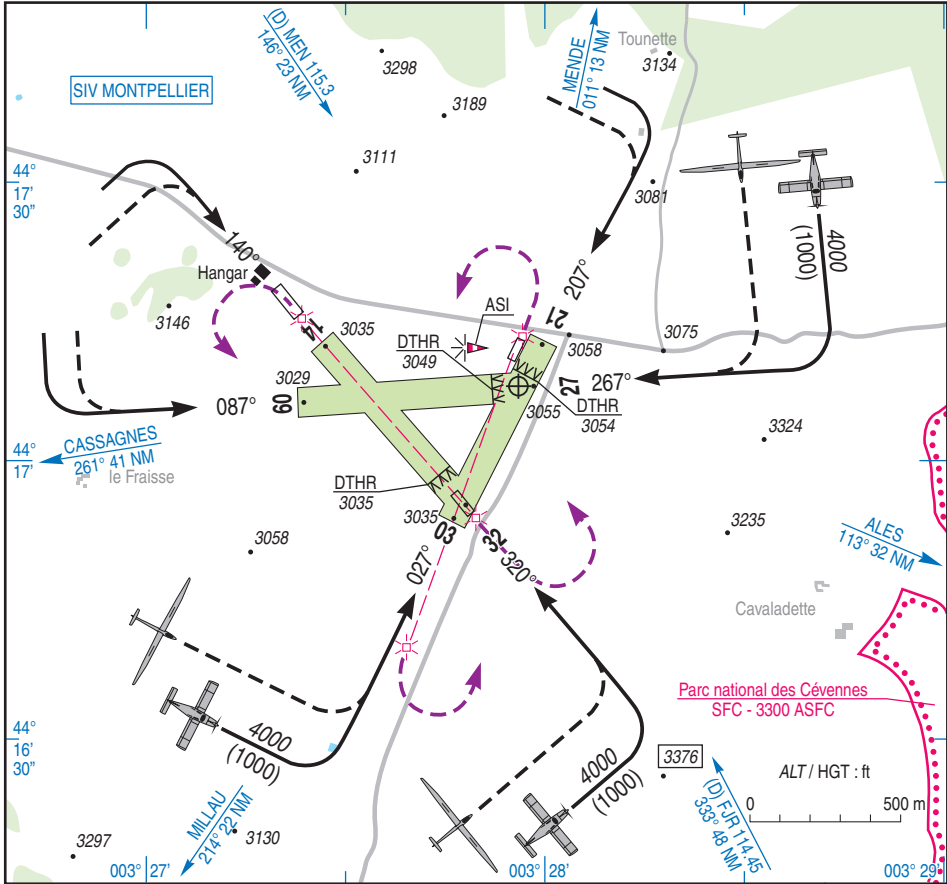 (D) MEN 115.3
146° 23 NM
MENDE
011° 13 NM
Tounette
3134
3298
SIV MONTPELLIER
3189
3111
44°
17'
30"
3081
4000
(1000)
140°
Hangar
207°
3146
ASI
21
14
3035
DTHR
3049
3058
3075
3029
09
087°
27
267°
3055
DTHR
3054
CASSAGNES
261° 41 NM
44°
17'
le Fraisse
3324
DTHR
3035
3035
03
32
320°
027°
3058
3235
ALES
113° 32 NM
Cavaladette
Parc national des Cévennes
SFC - 3300 ASFC
44°
16'
30"
4000
(1000)
4000
(1000)
3376
ALT / HGT : ft
0
500 m
(D) FJR 114.45
333° 48 NM
MILLAU
214° 22 NM
3130
3297
003° 27'
003° 28'
003° 29'